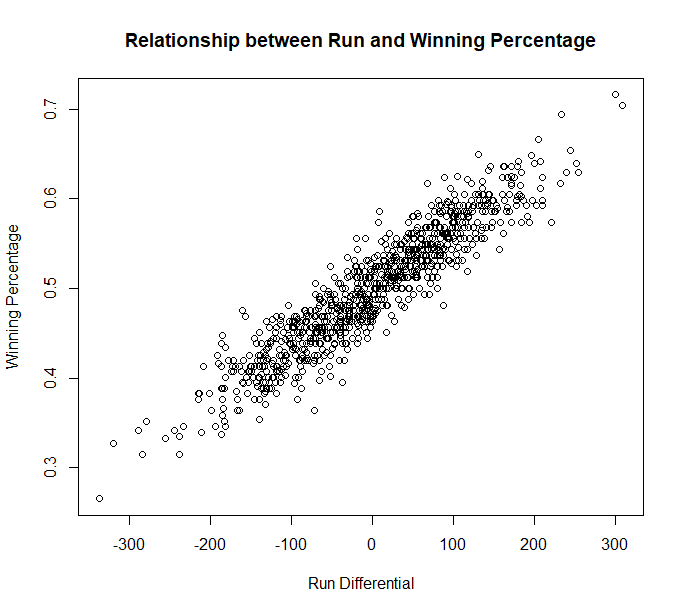 Relationship between Run and Winning Percentage
Winning Percentage
0.7
0.6
0.5
0.4
0.3
-300 -200 -100 0 100 200 300
Run Differential